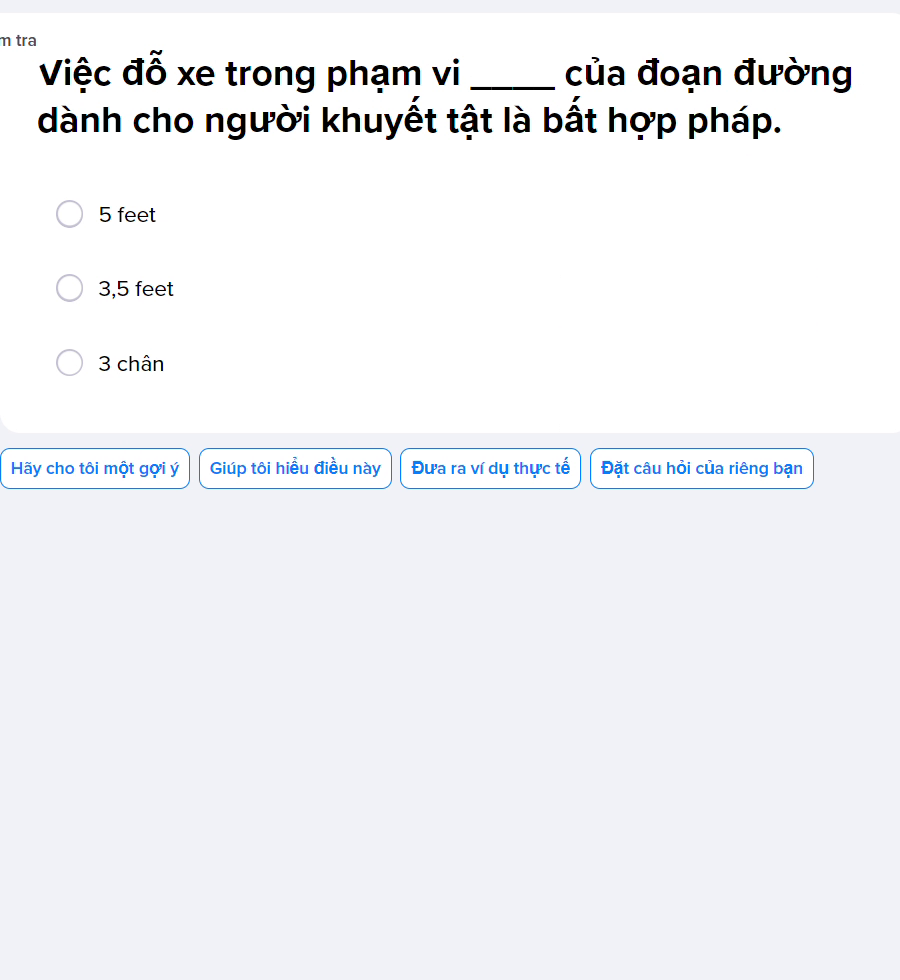 m tra
Việc đỗ xe trong phạm vi _____ của đoạn đường
dành cho người khuyết tật là bất hợp pháp.
5 feet
3,5 feet
3 chân
Hãy cho tôi một gợi ý
Giúp tôi hiểu điều này
Đưa ra ví dụ thực tế
Đặt câu hỏi của riêng bạn